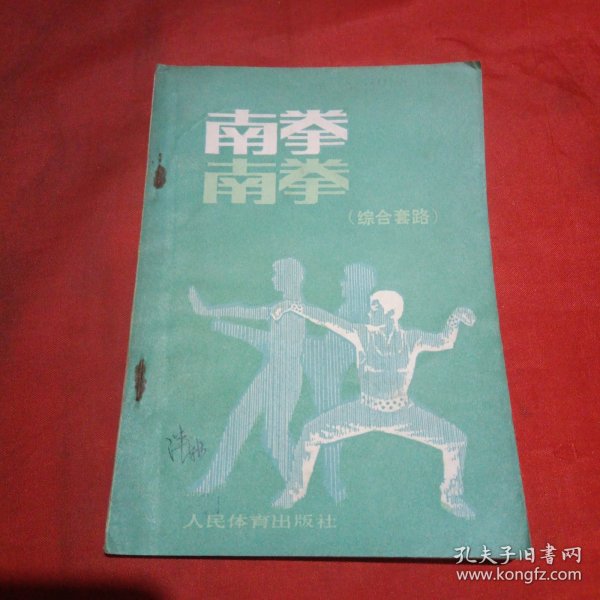 南拳
南拳
（综合套路）
人民体育出版社
孔夫子旧书网
www.kongfz.com